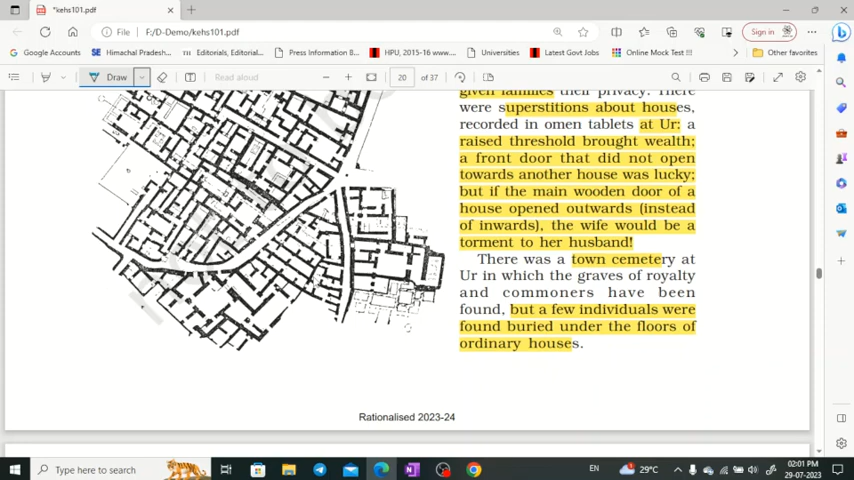 *kehs101.pdf
File F:/D-Demo/kehs101.pdf
Sign in
Google Accounts Himachal Pradesh... Editorials, Editorial... Press Information B... HPU, 2015-16 www.... Universities Latest Govt Jobs Online Mock Test !!! Other favorites
Draw Read aloud 20 of 37
given families their privacy. There
were superstitions about houses,
recorded in omen tablets at Ur: a
raised threshold brought wealth;
a front door that did not open
towards another house was lucky;
but if the main wooden door of a
house opened outwards (instead
of inwards), the wife would be a
torment to her husband!
There was a town cemetery at
Ur in which the graves of royalty
and commoners have been
found, but a few individuals were
found buried under the floors of
ordinary houses.
Rationalised 2023-24
Type here to search
EN
29°C
02:01 PM
29-07-2023